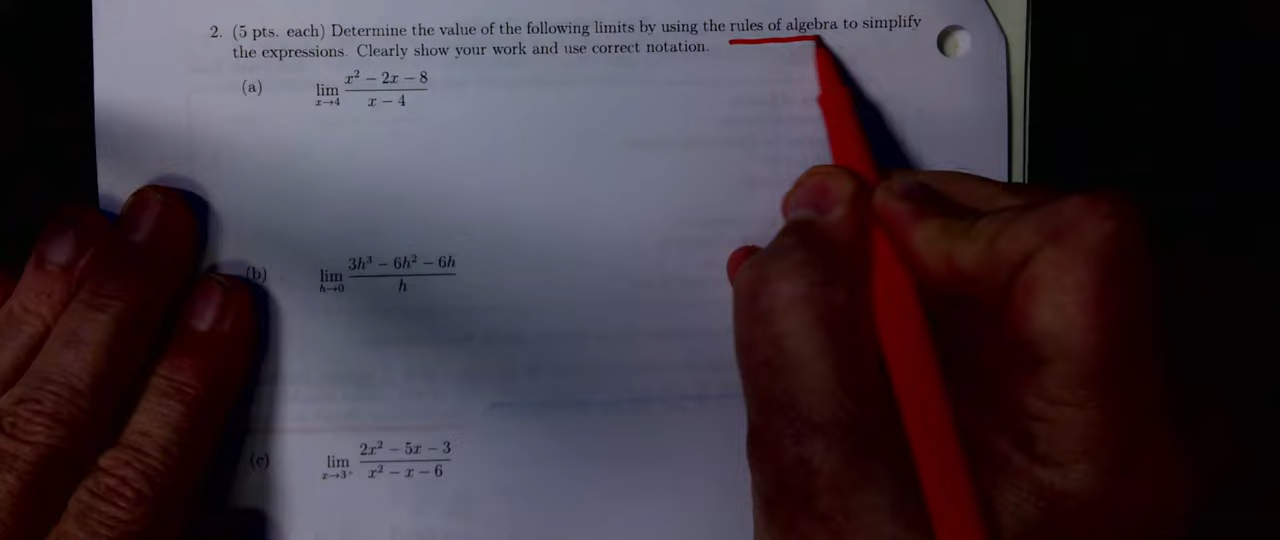 2. (5 pts. each) Determine the value of the following limits by using the rules of algebra to simplify
the expressions. Clearly show your work and use correct notation.
(a) lim x→4 (x² − 2x − 8)/(x − 4)
(b) lim h→0 (3h³ − 6h² − 6h)/h
(c) lim x→3⁺ (2x² − 5x − 3)/(x² − x − 6)